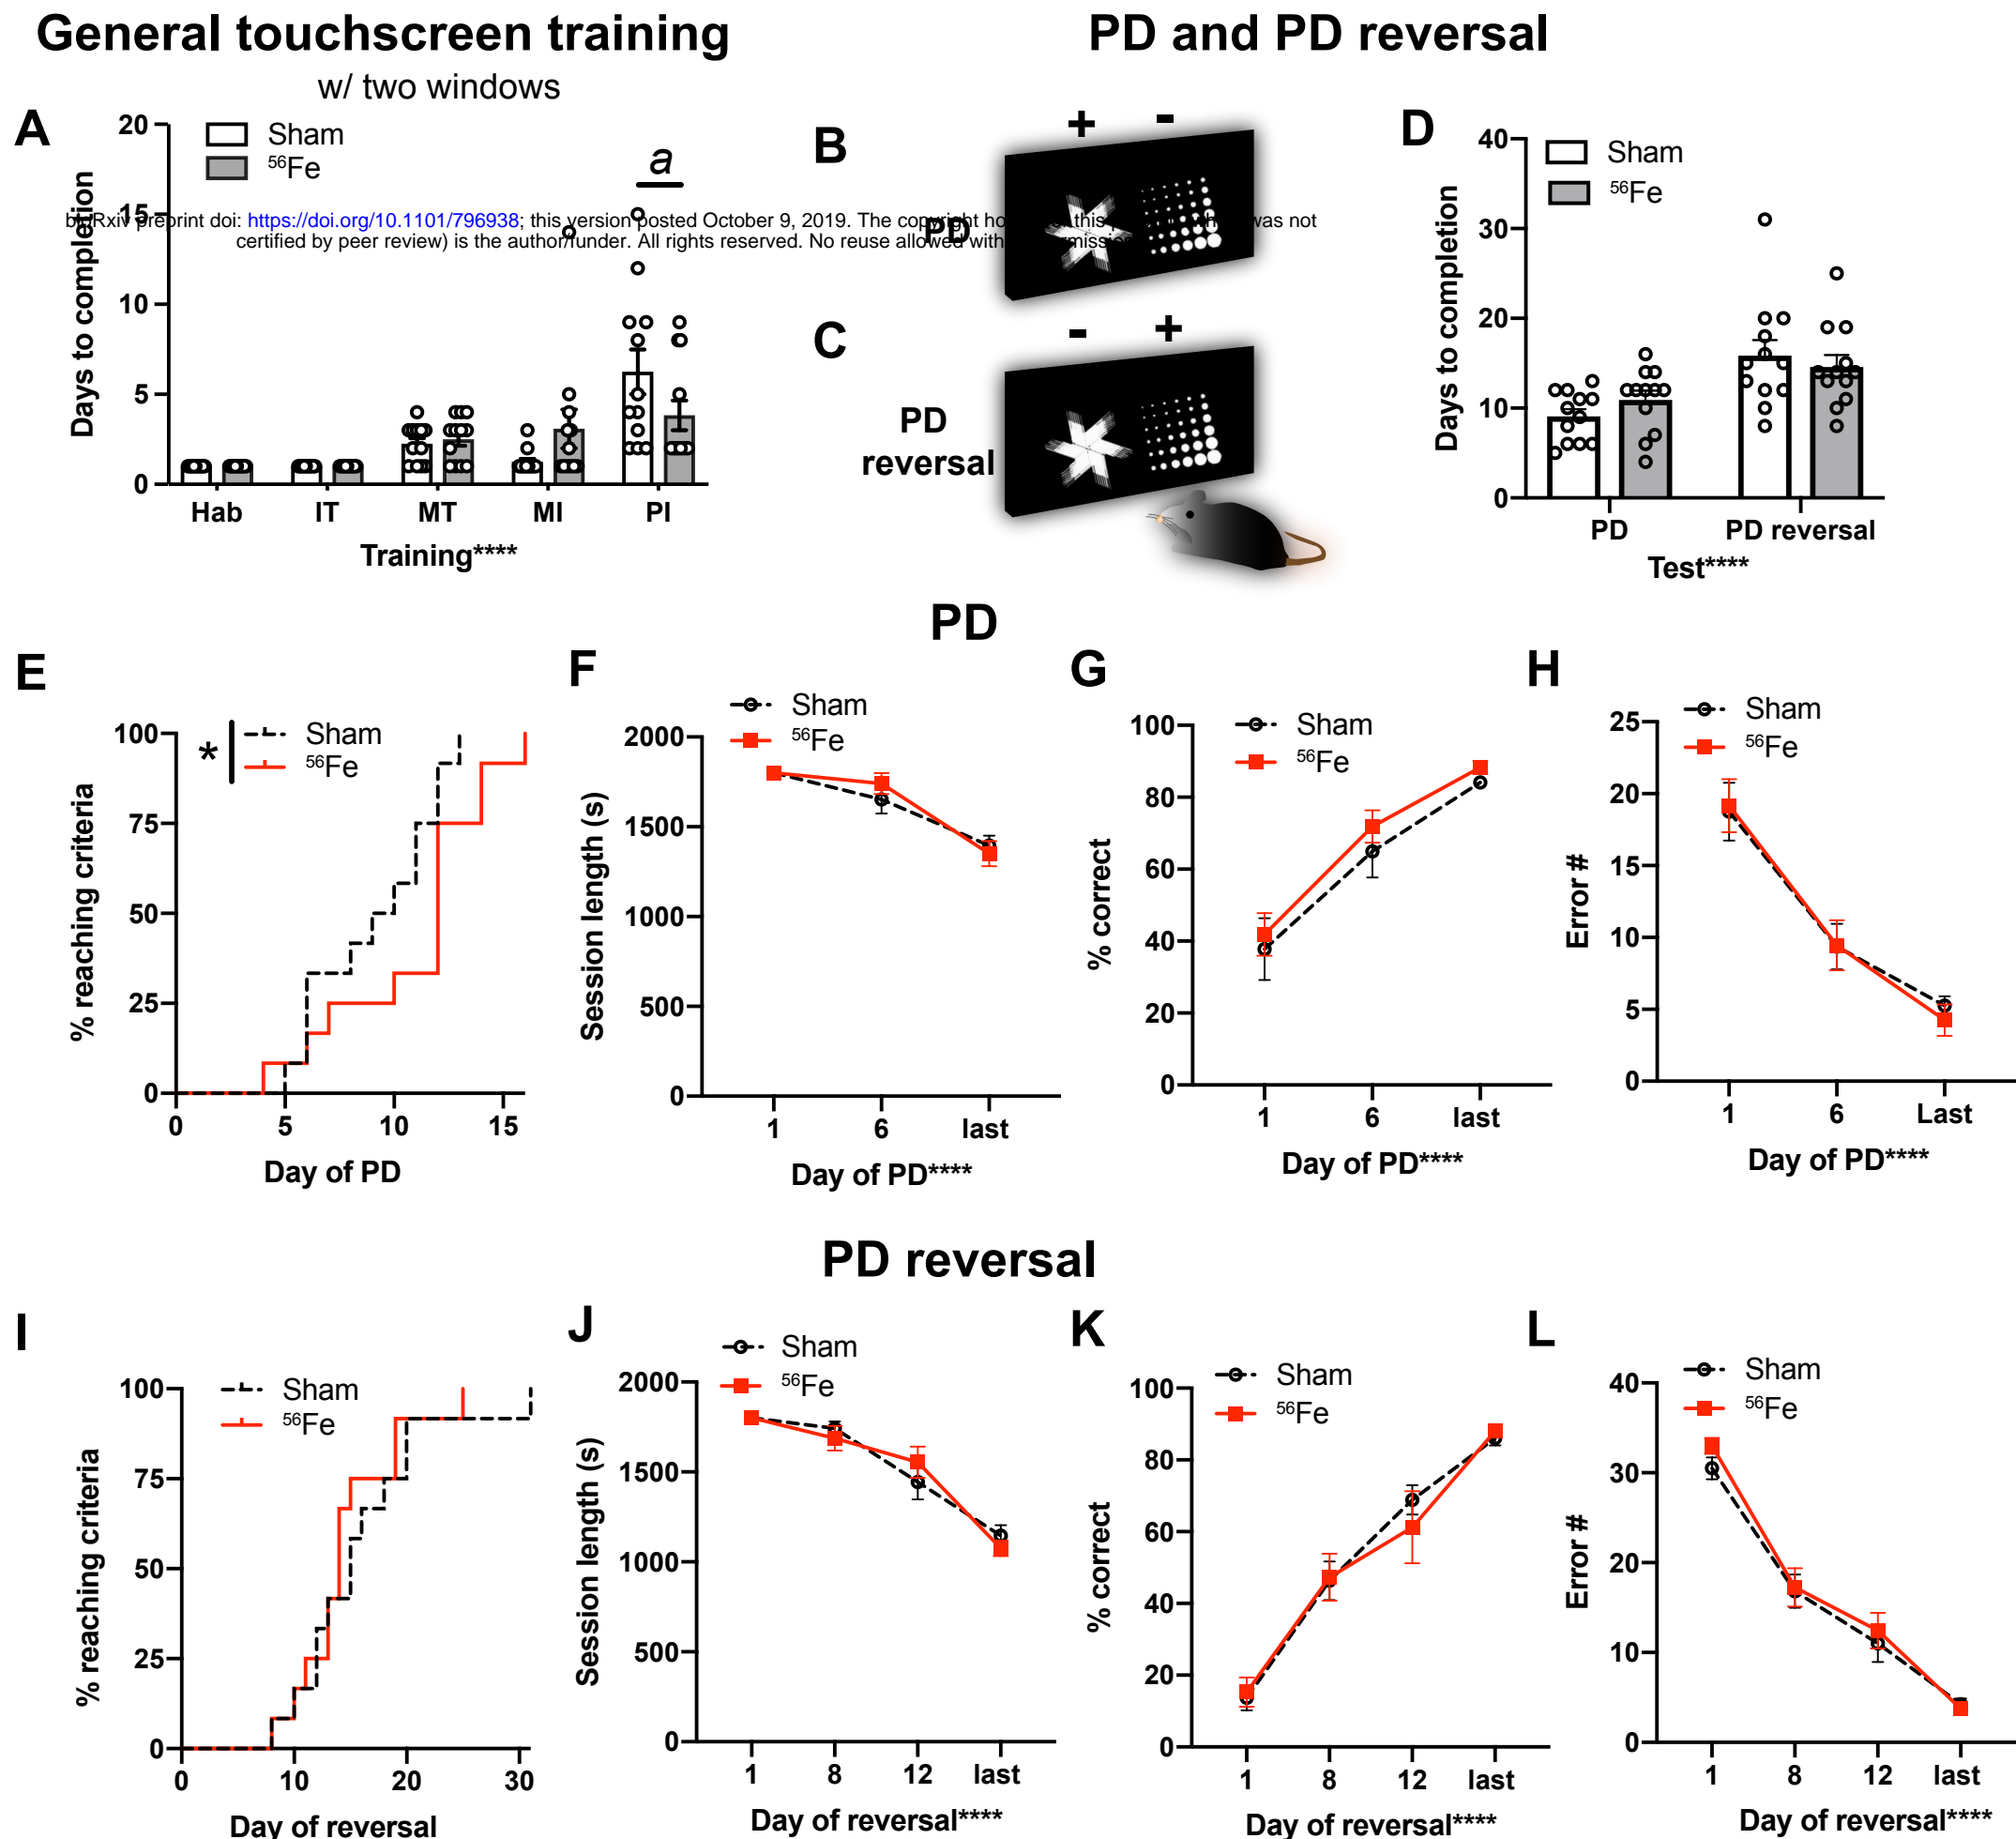 General touchscreen training
w/ two windows
PD and PD reversal
A
20
15
10
5
0
Days to completion
Sham
56Fe
a
Hab IT MT MI PI
Training****
bioRxiv preprint doi: https://doi.org/10.1101/796938; this version posted October 9, 2019. The copyright was not
certified by peer review) is the author/funder. All rights reserved. No reuse allowed
B
+ -
PD
C
- +
PD
reversal
D
40
30
20
10
0
Days to completion
Sham
56Fe
PD PD reversal
Test****
PD
E
100
75
50
25
0
% reaching criteria
*
Sham
56Fe
0 5 10 15
Day of PD
F
2000
1500
1000
500
0
Session length (s)
Sham
56Fe
1 6 last
Day of PD****
G
100
80
60
40
20
0
% correct
Sham
56Fe
1 6 last
Day of PD****
H
25
20
15
10
5
0
Error #
Sham
56Fe
1 6 Last
Day of PD****
PD reversal
I
100
75
50
25
0
% reaching criteria
Sham
56Fe
0 10 20 30
Day of reversal
J
2000
1500
1000
500
0
Session length (s)
Sham
56Fe
1 8 12 last
Day of reversal****
K
100
80
60
40
20
0
% correct
Sham
56Fe
1 8 12 last
Day of reversal****
L
40
30
20
10
0
Error #
Sham
56Fe
1 8 12 last
Day of reversal****